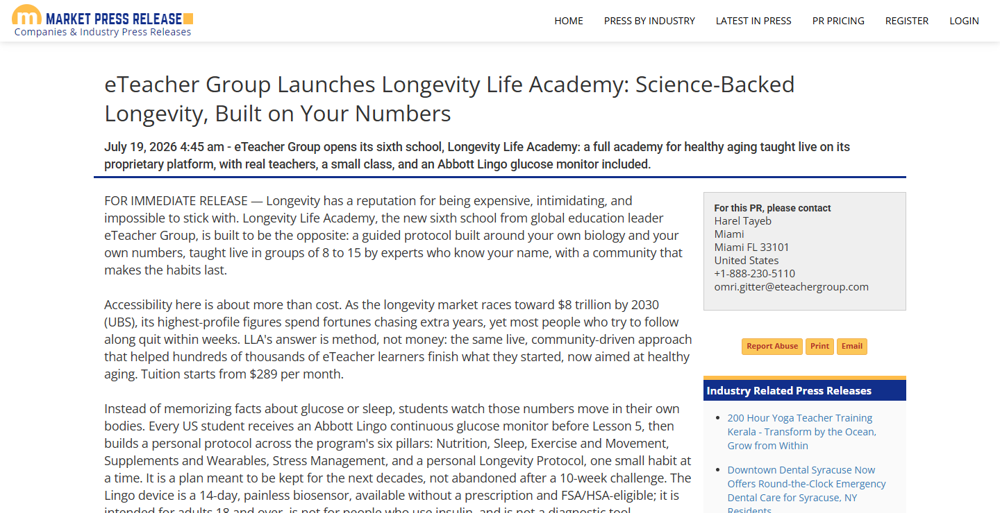 m MARKET PRESS RELEASE
Companies & Industry Press Releases
HOME PRESS BY INDUSTRY LATEST IN PRESS PR PRICING REGISTER LOGIN
eTeacher Group Launches Longevity Life Academy: Science-Backed
Longevity, Built on Your Numbers
July 19, 2026 4:45 am - eTeacher Group opens its sixth school, Longevity Life Academy: a full academy for healthy aging taught live on its
proprietary platform, with real teachers, a small class, and an Abbott Lingo glucose monitor included.
FOR IMMEDIATE RELEASE — Longevity has a reputation for being expensive, intimidating, and
impossible to stick with. Longevity Life Academy, the new sixth school from global education leader
eTeacher Group, is built to be the opposite: a guided protocol built around your own biology and your
own numbers, taught live in groups of 8 to 15 by experts who know your name, with a community that
makes the habits last.
Accessibility here is about more than cost. As the longevity market races toward $8 trillion by 2030
(UBS), its highest-profile figures spend fortunes chasing extra years, yet most people who try to follow
along quit within weeks. LLA's answer is method, not money: the same live, community-driven approach
that helped hundreds of thousands of eTeacher learners finish what they started, now aimed at healthy
aging. Tuition starts from $289 per month.
Instead of memorizing facts about glucose or sleep, students watch those numbers move in their own
bodies. Every US student receives an Abbott Lingo continuous glucose monitor before Lesson 5, then
builds a personal protocol across the program's six pillars: Nutrition, Sleep, Exercise and Movement,
Supplements and Wearables, Stress Management, and a personal Longevity Protocol, one small habit at
a time. It is a plan meant to be kept for the next decades, not abandoned after a 10-week challenge. The
Lingo device is a 14-day, painless biosensor, available without a prescription and FSA/HSA-eligible; it is
intended for adults 18 and over, is not for people who use insulin, and is not a diagnostic tool.
For this PR, please contact
Harel Tayeb
Miami
Miami FL 33101
United States
+1-888-230-5110
omri.gitter@eteachergroup.com
Report Abuse Print Email
Industry Related Press Releases
200 Hour Yoga Teacher Training
Kerala - Transform by the Ocean,
Grow from Within
Downtown Dental Syracuse Now
Offers Round-the-Clock Emergency
Dental Care for Syracuse, NY
Residents